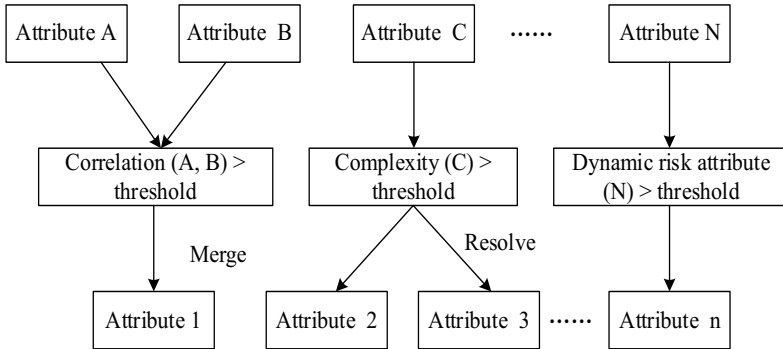 Attribute A
Attribute B
Attribute C
......
Attribute N
Correlation (A, B) >
threshold
Complexity (C) >
threshold
Dynamic risk attribute
(N) > threshold
Merge
Resolve
Attribute 1
Attribute 2
Attribute 3
......
Attribute n